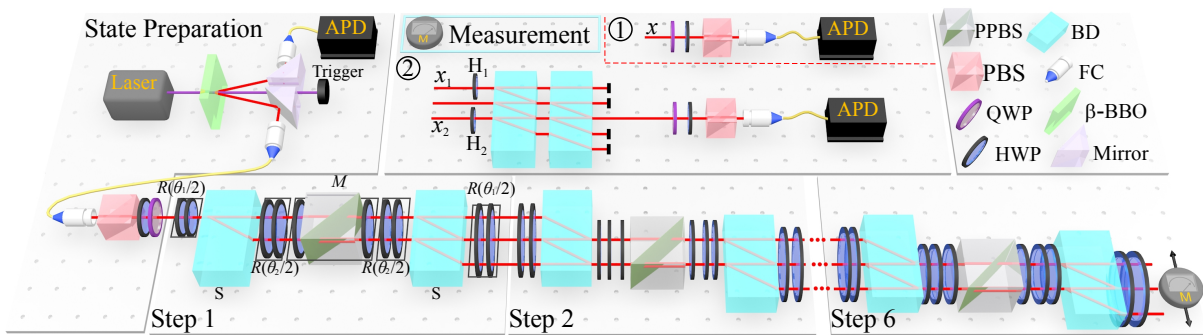 State Preparation
APD
Laser
Trigger
M Measurement
①
x
APD
②
x₁
H₁
x₂
H₂
APD
PPBS
BD
PBS
FC
QWP
β-BBO
HWP
Mirror
R(θ₁/2)
S
R(θ₂/2)
M
R(θ₂/2)
S
R(θ₁/2)
M
Step 1
Step 2
Step 6